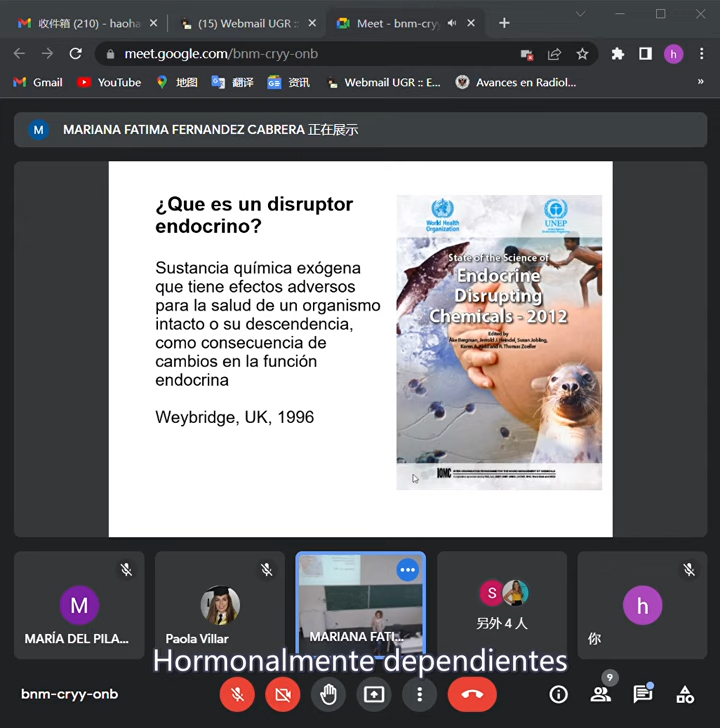 收件箱 (210) - haoha
(15) Webmail UGR ::
Meet - bnm-cry
meet.google.com/bnm-cryy-onb
h
Gmail
YouTube
地图
翻译
资讯
Webmail UGR :: E...
Avances en Radiol...
»
M
MARIANA FATIMA FERNANDEZ CABRERA 正在展示
¿Que es un disruptor
endocrino?
Sustancia química exógena
que tiene efectos adversos
para la salud de un organismo
intacto o su descendencia,
como consecuencia de
cambios en la función
endocrina
Weybridge, UK, 1996
World Health
Organization
UNEP
State of the Science of
Endocrine
Disrupting
Chemicals - 2012
Edited by
IOMC
M
MARÍA DEL PILA...
Paola Villar
MARIANA FATI...
S
另外 4 人
h
你
Hormonalmente dependientes
bnm-cryy-onb
9